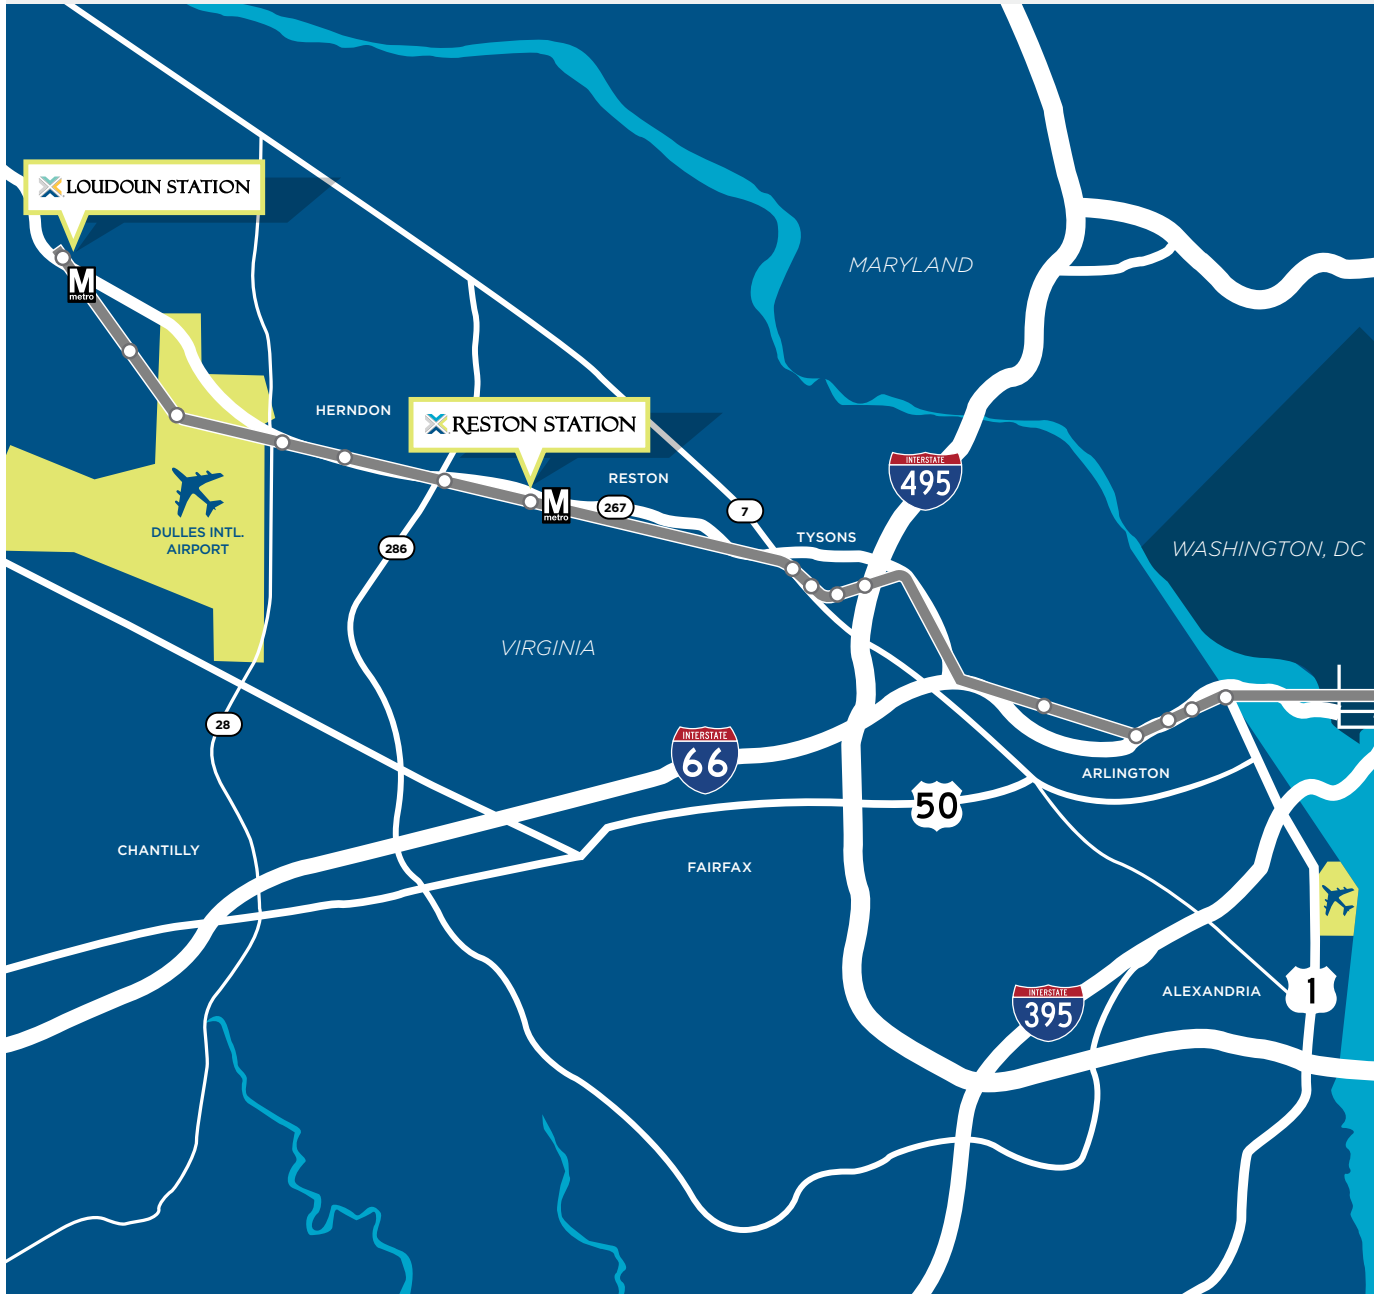 LOUDOUN STATION
M
metro
MARYLAND
HERNDON
RESTON STATION
INTERSTATE
495
RESTON
M
metro
267
7
TYSONS
DULLES INTL.
AIRPORT
286
WASHINGTON, DC
VIRGINIA
28
INTERSTATE
66
ARLINGTON
50
CHANTILLY
FAIRFAX
INTERSTATE
395
ALEXANDRIA
1